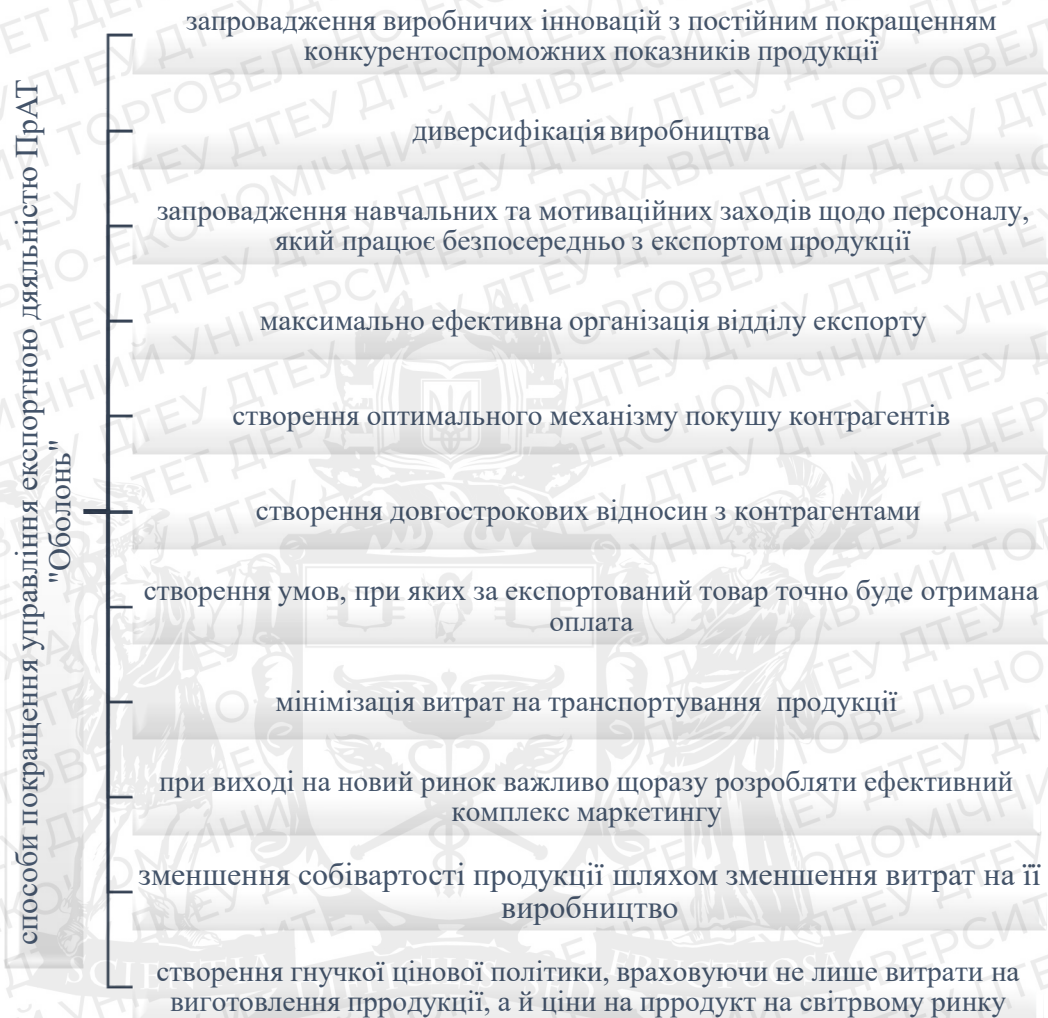 способи покращення управління експортною дяяльністю ПрАТ
"Оболонь"
запровадження виробничих інновацій з постійним покращенням
конкурентоспроможних показників продукції
диверсифікація виробництва
запровадження навчальних та мотиваційних заходів щодо персоналу,
який працює безпосередньо з експортом продукції
максимально ефективна організація відділу експорту
створення оптимального механізму покушу контрагентів
створення довгострокових відносин з контрагентами
створення умов, при яких за експортований товар точно буде отримана
оплата
мінімізація витрат на транспортування продукції
при виході на новий ринок важливо щоразу розробляти ефективний
комплекс маркетингу
зменшення собівартості продукції шляхом зменшення витрат на її
виробництво
створення гнучкої цінової політики, враховуючи не лише витрати на
виготовлення пррродукції, а й ціни на пррродукт на світрвому ринку